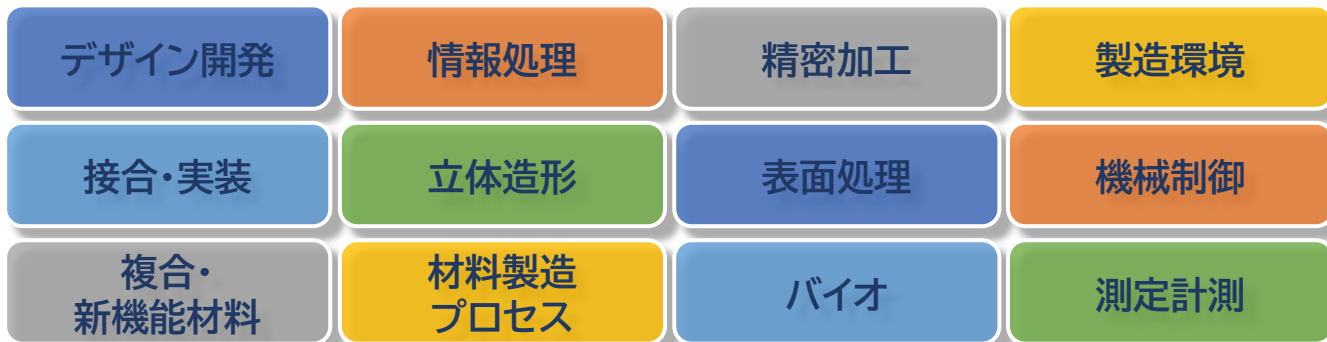 デザイン開発
情報処理
精密加工
製造環境
接合・実装
立体造形
表面処理
機械制御
複合・
新機能材料
材料製造
プロセス
バイオ
測定計測